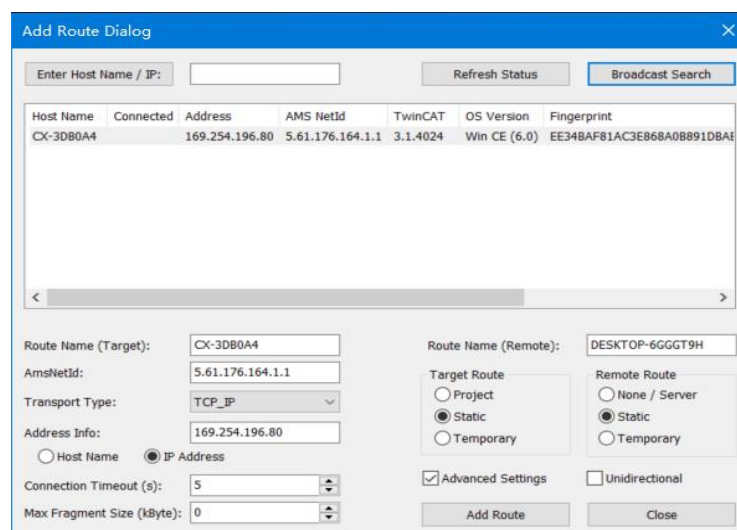 Add Route Dialog
Enter Host Name / IP: Refresh Status Broadcast Search
Host Name Connected Address AMS NetId TwinCAT OS Version Fingerprint
CX-3DB0A4 169.254.196.80 5.61.176.164.1.1 3.1.4024 Win CE (6.0) EE34BAF81AC3E868A0B891DBAE
Route Name (Target): CX-3DB0A4 Route Name (Remote): DESKTOP-6GGGT9H
AmsNetId: 5.61.176.164.1.1 Target Route Remote Route
Project None / Server
Transport Type: TCP_IP Static Static
Address Info: 169.254.196.80 Temporary Temporary
Host Name IP Address
Connection Timeout (s): 5 Advanced Settings Unidirectional
Max Fragment Size (kByte): 0 Add Route Close